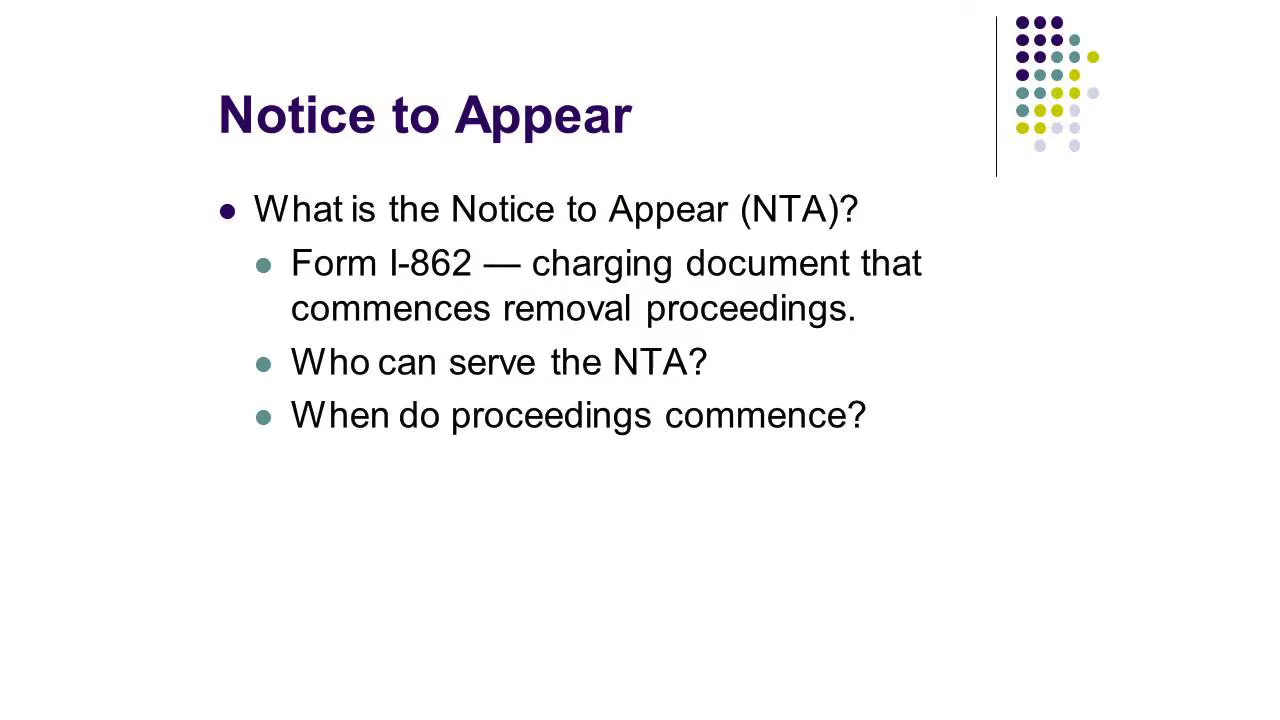 Notice to Appear
What is the Notice to Appear (NTA)?
Form I-862 — charging document that
commences removal proceedings.
Who can serve the NTA?
When do proceedings commence?